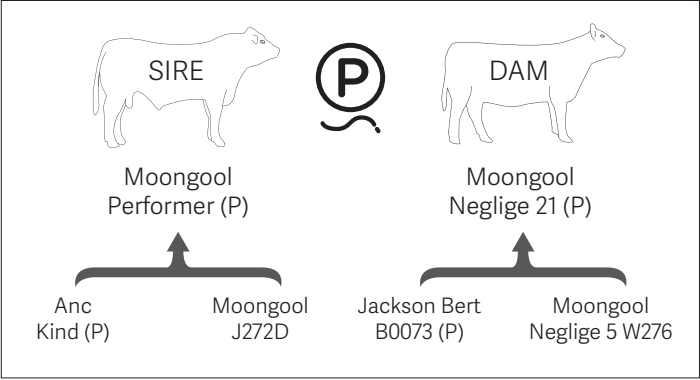 SIRE
P
DAM
Moongool
Performer (P)
Moongool
Neglige 21 (P)
Anc
Kind (P)
Moongool
J272D
Jackson Bert
B0073 (P)
Moongool
Neglige 5 W276